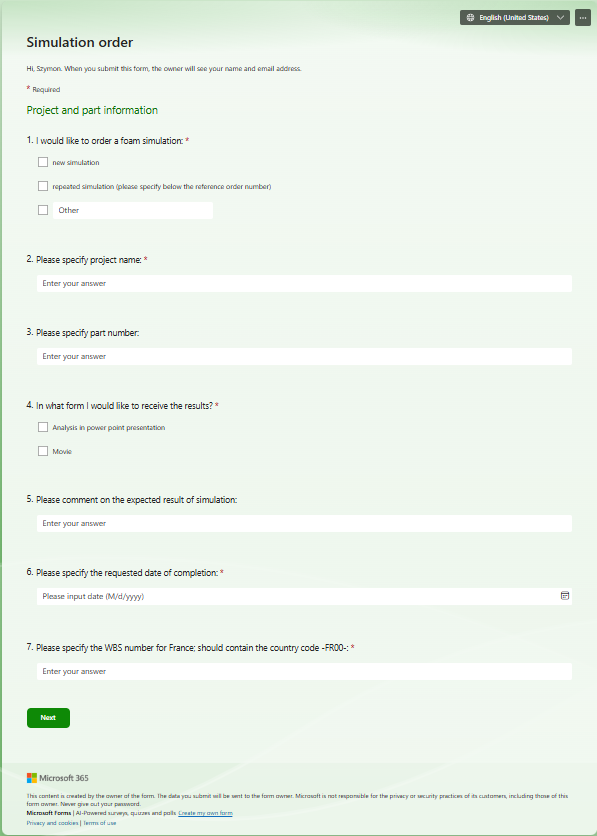 English (United States)
...
Simulation order
Hi, Szymon. When you submit this form, the owner will see your name and email address.
* Required
Project and part information
1. I would like to order a foam simulation: *
new simulation
repeated simulation (please specify below the reference order number)
Other
2. Please specify project name: *
Enter your answer
3. Please specify part number:
Enter your answer
4. In what form I would like to receive the results? *
Analysis in power point presentation
Movie
5. Please comment on the expected result of simulation:
Enter your answer
6. Please specify the requested date of completion: *
Please input date (M/d/yyyy)
7. Please specify the WBS number for France; should contain the country code -FR00-: *
Enter your answer
Next
Microsoft 365
This content is created by the owner of the form. The data you submit will be sent to the form owner. Microsoft is not responsible for the privacy or security practices of its customers, including those of this
form owner. Never give out your password.
Microsoft Forms | AI-Powered surveys, quizzes and polls Create my own form
Privacy and cookies | Terms of use